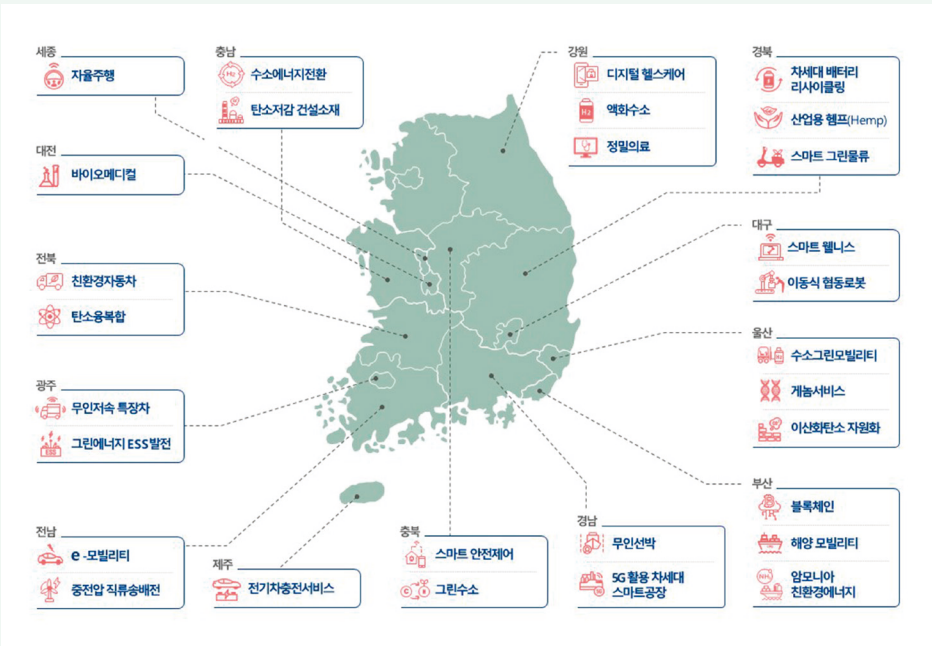 세종
자율주행
충남
수소에너지전환
탄소저감 건설소재
강원
디지털 헬스케어
액화수소
정밀의료
경북
차세대 배터리
리사이클링
산업용 헴프(Hemp)
스마트 그린물류
대전
바이오메디컬
대구
스마트 웰니스
이동식 협동로봇
전북
친환경자동차
탄소융복합
울산
수소그린모빌리티
게놈서비스
이산화탄소 자원화
광주
무인저속 특장차
그린에너지 ESS발전
ESS
부산
블록체인
해양 모빌리티
암모니아
친환경에너지
전남
e -모빌리티
중전압 직류송배전
제주
전기차충전서비스
충북
스마트 안전제어
그린수소
경남
무인선박
5G 활용 차세대
스마트공장